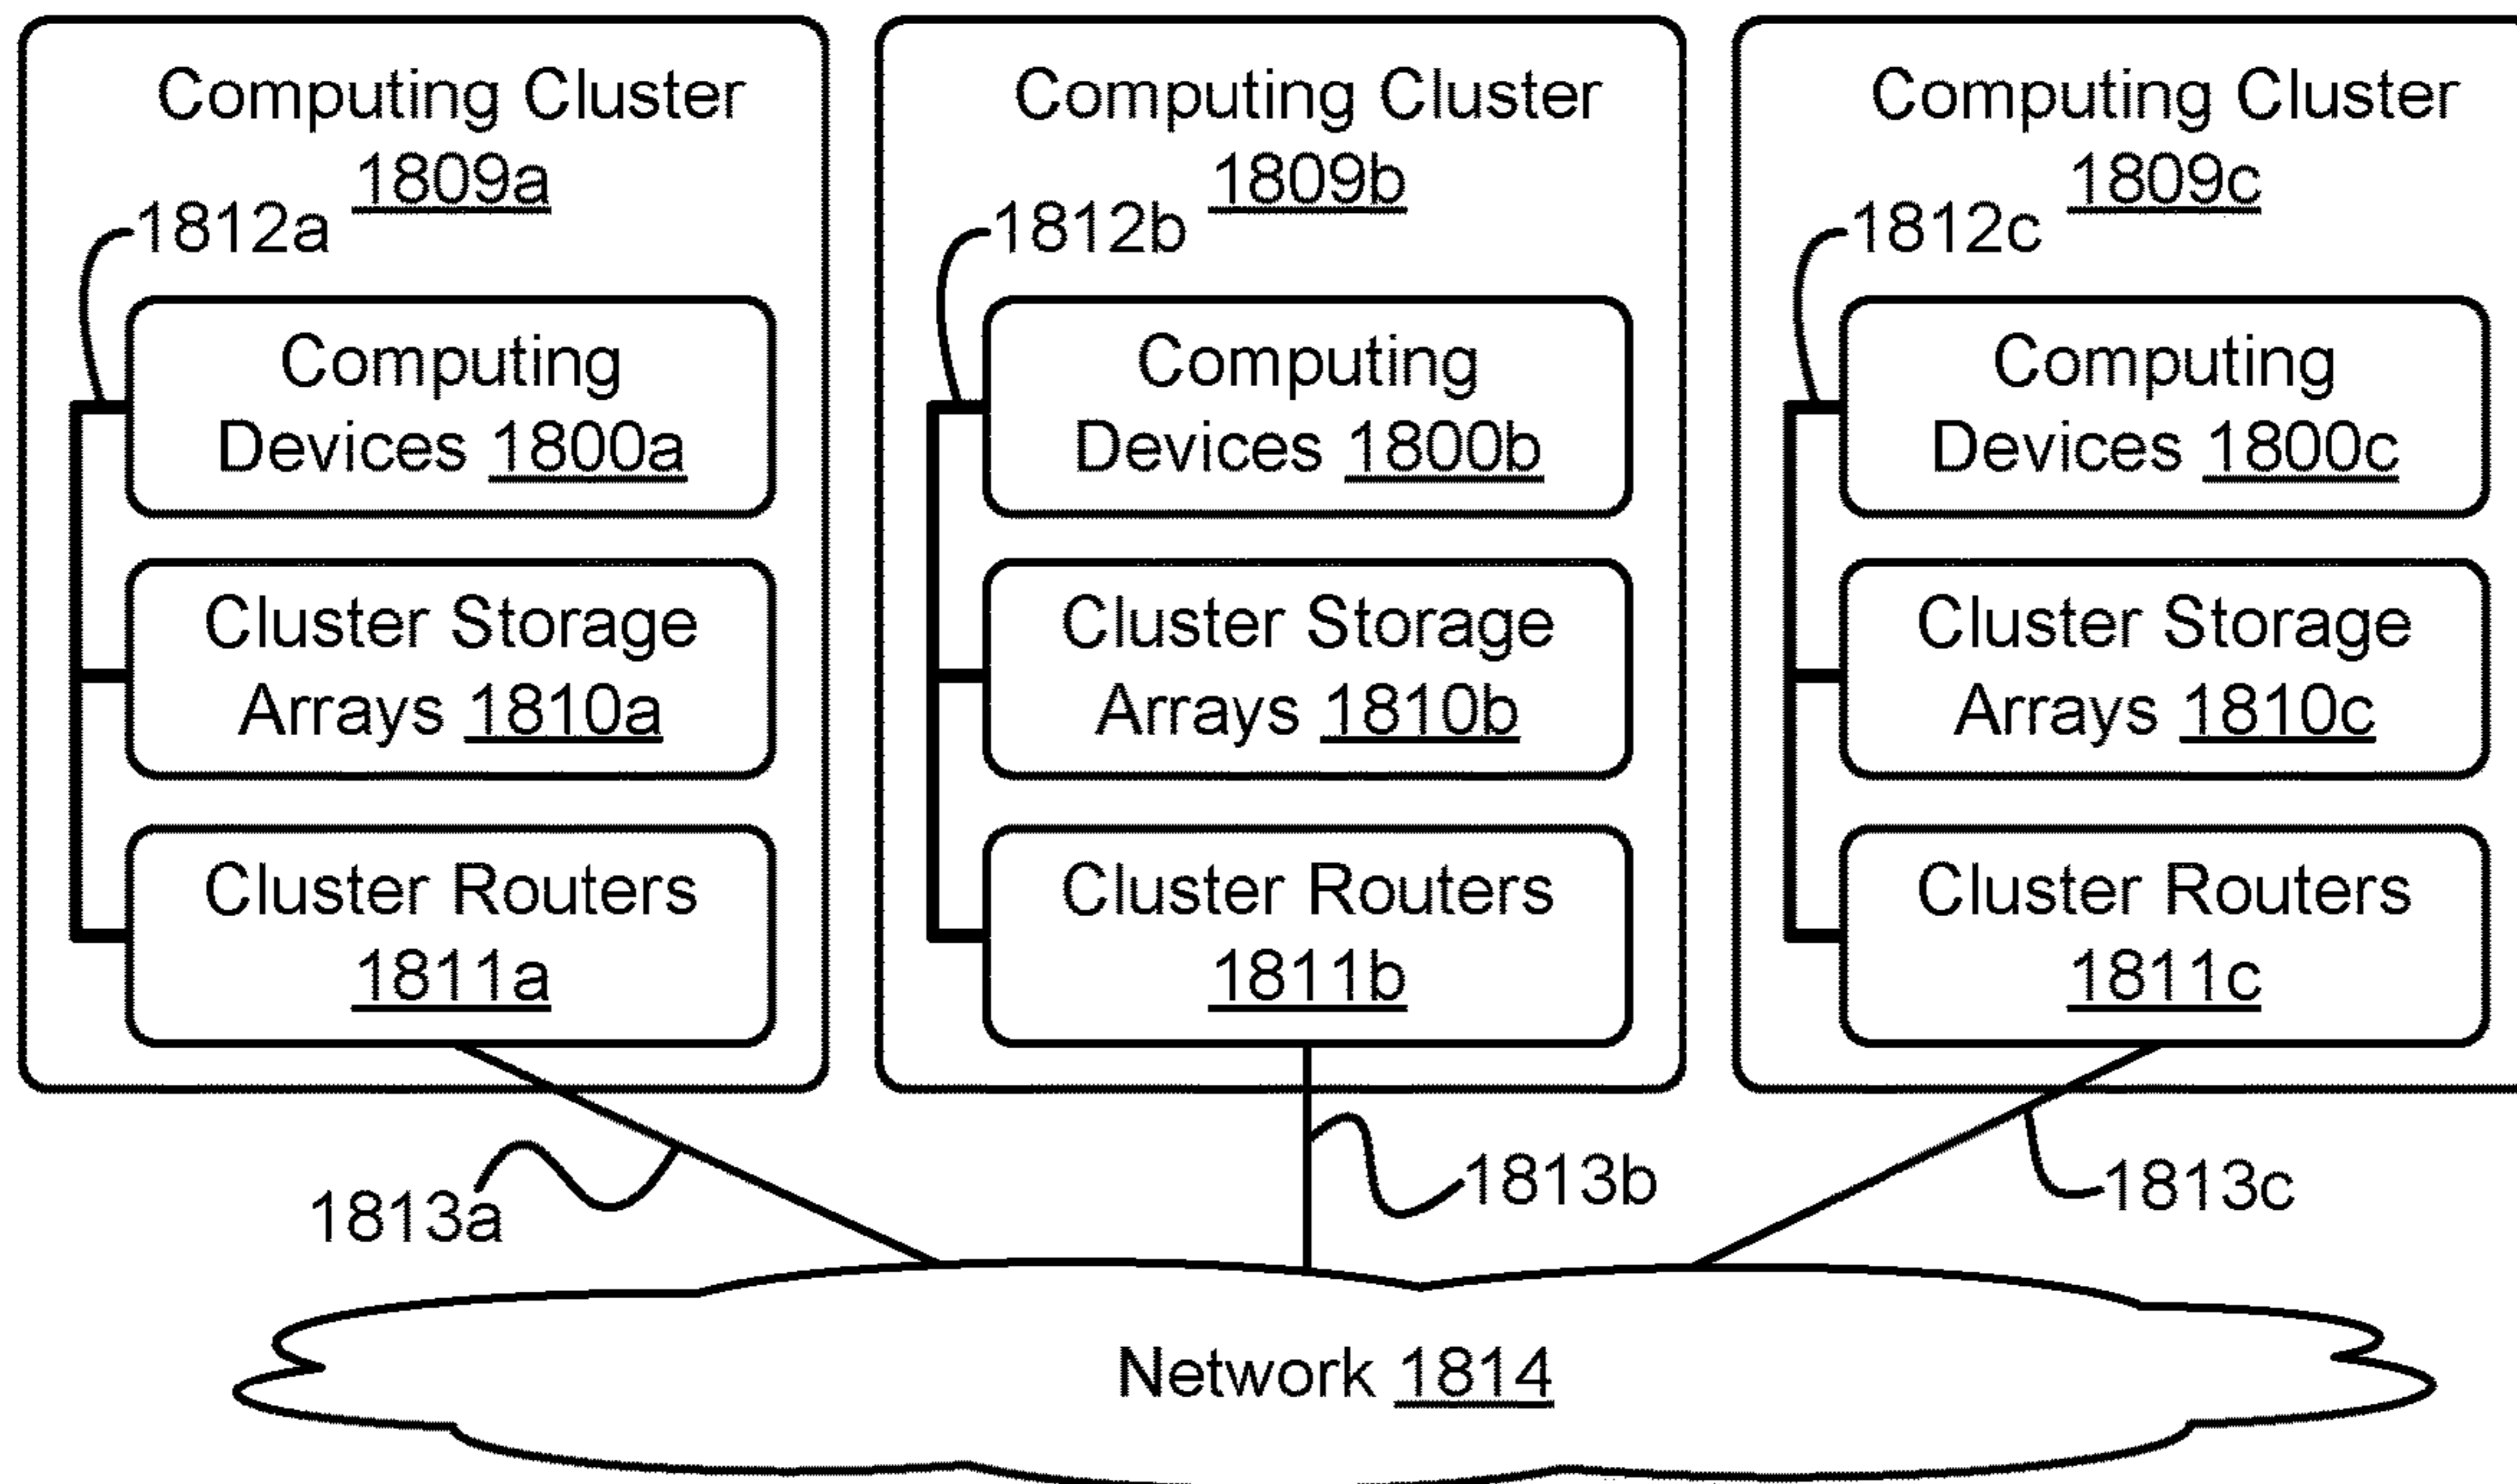 Computing Cluster
1809a
1812a
Computing
Devices 1800a
Cluster Storage
Arrays 1810a
Cluster Routers
1811a
Computing Cluster
1809b
1812b
Computing
Devices 1800b
Cluster Storage
Arrays 1810b
Cluster Routers
1811b
Computing Cluster
1809c
1812c
Computing
Devices 1800c
Cluster Storage
Arrays 1810c
Cluster Routers
1811c
1813a
1813b
1813c
Network 1814